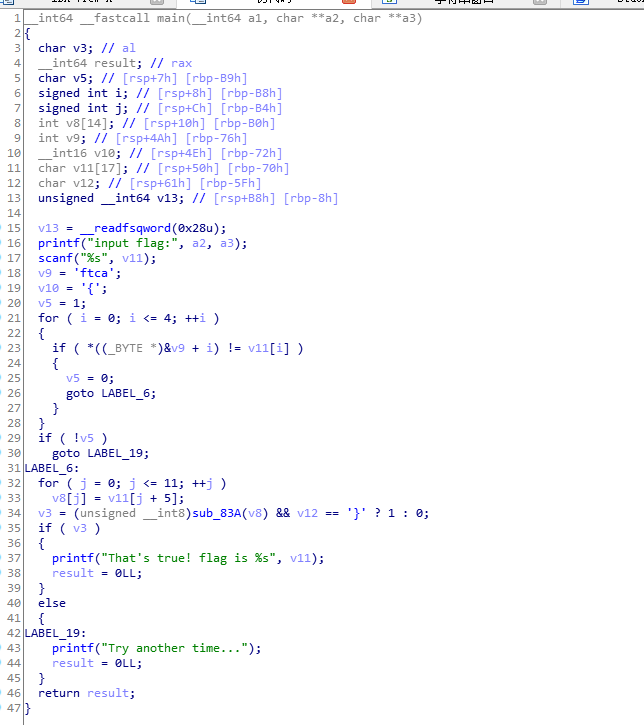 字符串窗口
1 __int64 __fastcall main(__int64 a1, char **a2, char **a3)
2 {
3 char v3; // al
4 __int64 result; // rax
5 char v5; // [rsp+7h] [rbp-B9h]
6 signed int i; // [rsp+8h] [rbp-B8h]
7 signed int j; // [rsp+Ch] [rbp-B4h]
8 int v8[14]; // [rsp+10h] [rbp-B0h]
9 int v9; // [rsp+4Ah] [rbp-76h]
10 __int16 v10; // [rsp+4Eh] [rbp-72h]
11 char v11[17]; // [rsp+50h] [rbp-70h]
12 char v12; // [rsp+61h] [rbp-5Fh]
13 unsigned __int64 v13; // [rsp+B8h] [rbp-8h]
14
15 v13 = __readfsqword(0x28u);
16 printf("input flag:", a2, a3);
17 scanf("%s", v11);
18 v9 = 'ftca';
19 v10 = '{';
20 v5 = 1;
21 for ( i = 0; i <= 4; ++i )
22 {
23 if ( *((_BYTE *)&v9 + i) != v11[i] )
24 {
25 v5 = 0;
26 goto LABEL_6;
27 }
28 }
29 if ( !v5 )
30 goto LABEL_19;
31 LABEL_6:
32 for ( j = 0; j <= 11; ++j )
33 v8[j] = v11[j + 5];
34 v3 = (unsigned __int8)sub_83A(v8) && v12 == '}' ? 1 : 0;
35 if ( v3 )
36 {
37 printf("That's true! flag is %s", v11);
38 result = 0LL;
39 }
40 else
41 {
42 LABEL_19:
43 printf("Try another time...");
44 result = 0LL;
45 }
46 return result;
47 }